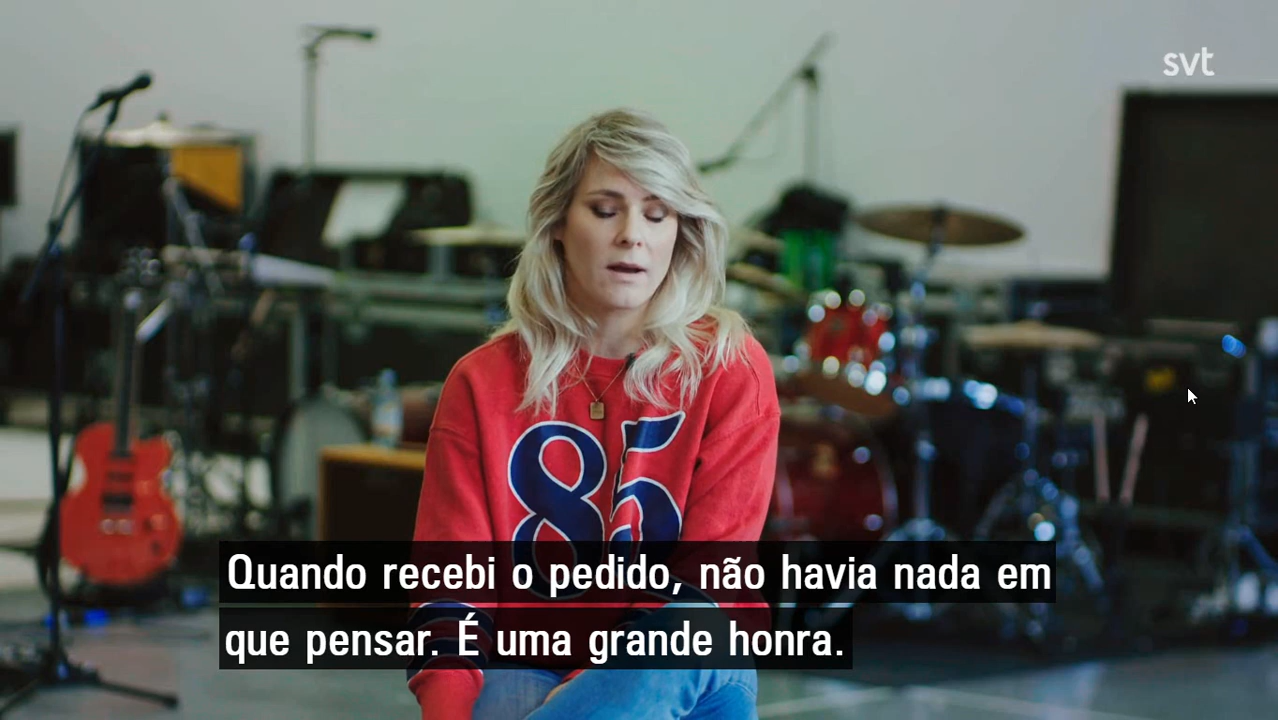 svt
85
Quando recebi o pedido, não havia nada em
que pensar. É uma grande honra.